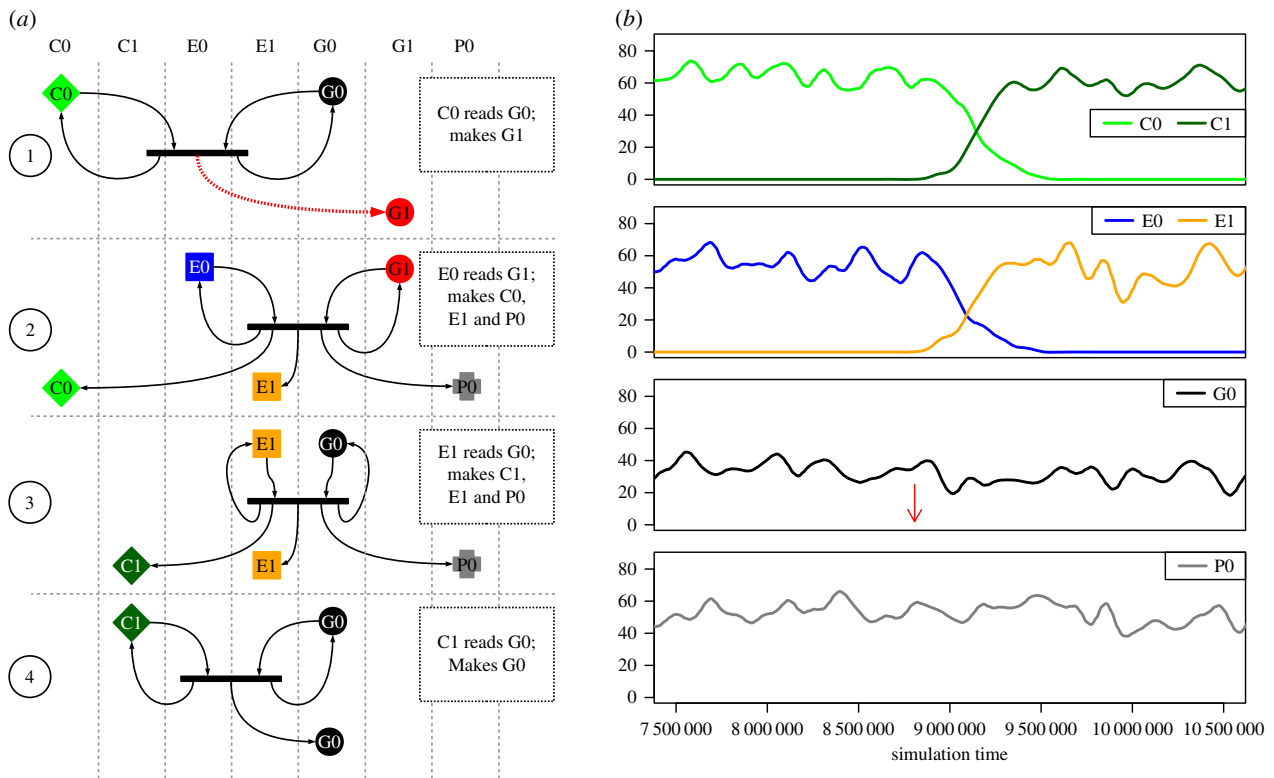 (a)
C0 C1 E0 E1 G0 G1 P0
C0
G0
C0 reads G0;
makes G1
1
G1
E0
G1
E0 reads G1;
makes C0,
E1 and P0
2
C0
E1
P0
E1
G0
E1 reads G0;
makes C1,
E1 and P0
3
C1
E1
P0
C1
G0
C1 reads G0;
Makes G0
4
G0
(b)
80
60
40
20
0
C0 C1
80
60
40
20
0
E0 E1
80
60
40
20
0
G0
80
60
40
20
0
P0
7 500 000 8 000 000 8 500 000 9 000 000 9 500 000 10 000 000 10 500 000
simulation time